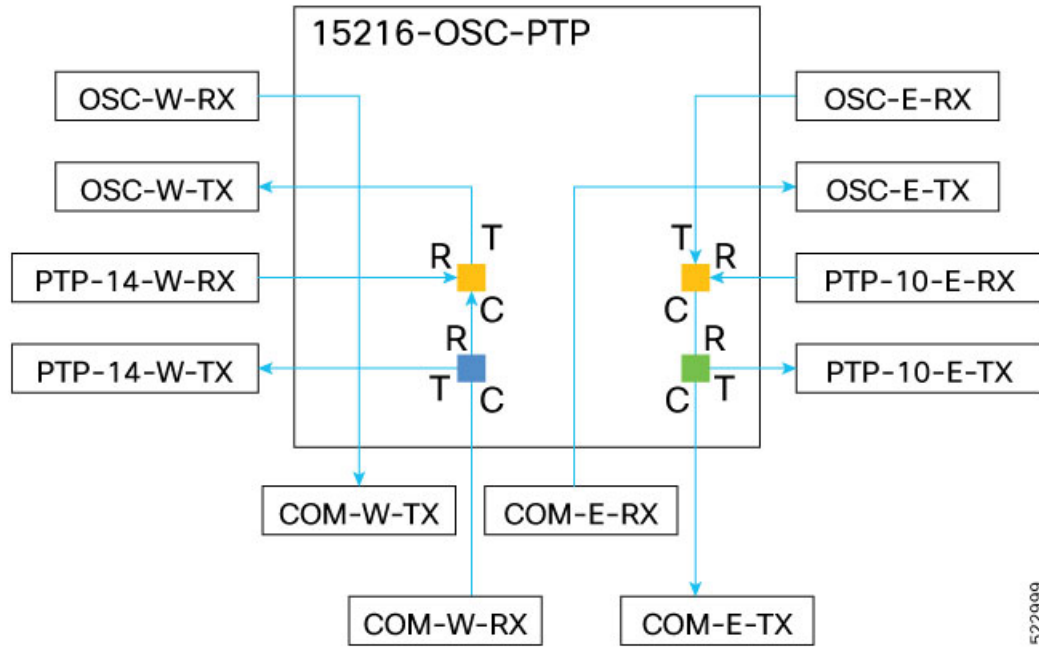 15216-OSC-PTP
OSC-W-RX
OSC-E-RX
OSC-W-TX
OSC-E-TX
T
T
R
R
PTP-14-W-RX
PTP-10-E-RX
C
C
R
R
PTP-14-W-TX
PTP-10-E-TX
T
C
C
T
COM-W-TX
COM-E-RX
COM-W-RX
COM-E-TX
522999